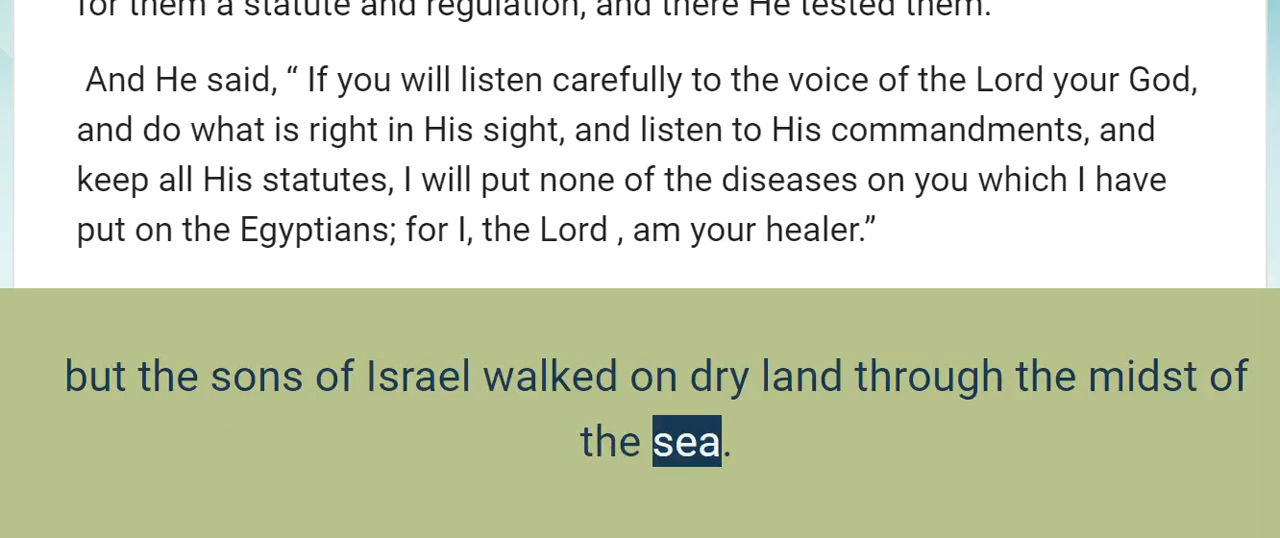 for them a statute and regulation, and there He tested them.
And He said, “ If you will listen carefully to the voice of the Lord your God,
and do what is right in His sight, and listen to His commandments, and
keep all His statutes, I will put none of the diseases on you which I have
put on the Egyptians; for I, the Lord , am your healer.”
but the sons of Israel walked on dry land through the midst of
the sea.